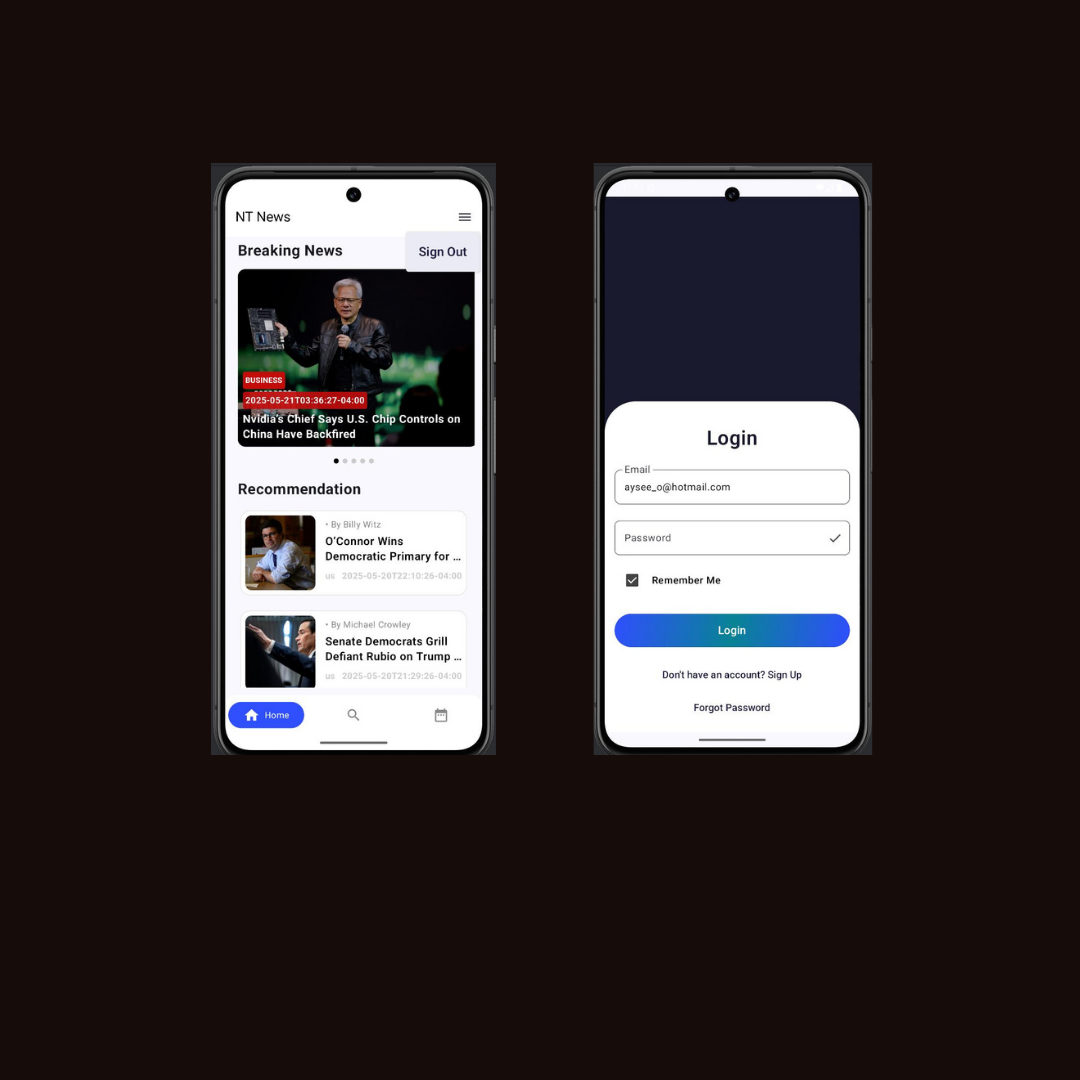 NT News
Breaking News
Sign Out
BUSINESS
2025-05-21T03:36:27-04:00
Nvidia's Chief Says U.S. Chip Controls on
China Have Backfired
Recommendation
• By Billy Witz
O'Connor Wins
Democratic Primary for ...
us 2025-05-20T22:10:26-04:00
• By Michael Crowley
Senate Democrats Grill
Defiant Rubio on Trump ...
us 2025-05-20T21:29:26-04:00
Home
Login
Email
aysee_o@hotmail.com
Password
Remember Me
Login
Don't have an account? Sign Up
Forgot Password